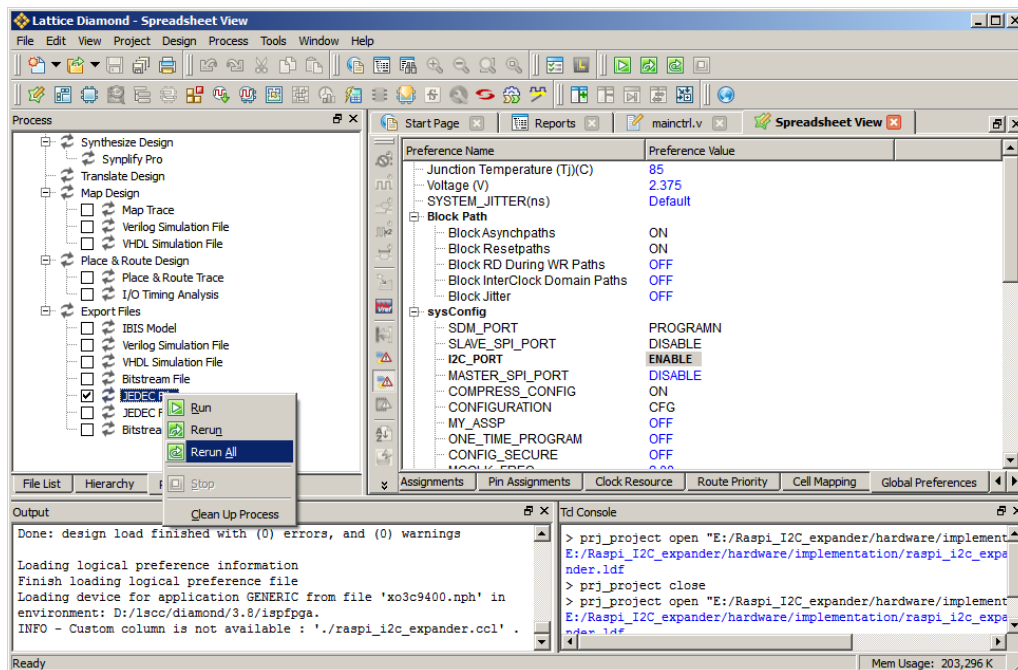 Lattice Diamond - Spreadsheet View
File Edit View Project Design Process Tools Window Help
Process
Synthesize Design
Synplify Pro
Translate Design
Map Design
Map Trace
Verilog Simulation File
VHDL Simulation File
Place & Route Design
Place & Route Trace
I/O Timing Analysis
Export Files
IBIS Model
Verilog Simulation File
VHDL Simulation File
Bitstream File
JEDEC
JEDEC F
Bitstrea
Run
Rerun
Rerun All
Stop
Clean Up Process
File List Hierarchy
Start Page Reports mainctrl.v Spreadsheet View
Preference Name Preference Value
Junction Temperature (Tj)(C) 85
Voltage (V) 2.375
SYSTEM_JITTER(ns) Default
Block Path
Block Asynchpaths ON
Block Resetpaths ON
Block RD During WR Paths OFF
Block InterClock Domain Paths OFF
Block Jitter OFF
sysConfig
SDM_PORT PROGRAMN
SLAVE_SPI_PORT DISABLE
I2C_PORT ENABLE
MASTER_SPI_PORT DISABLE
COMPRESS_CONFIG ON
CONFIGURATION CFG
MY_ASSP OFF
ONE_TIME_PROGRAM OFF
CONFIG_SECURE OFF
Assignments Pin Assignments Clock Resource Route Priority Cell Mapping Global Preferences
Output
Done: design load finished with (0) errors, and (0) warnings
Loading logical preference information
Finish loading logical preference file
Loading device for application GENERIC from file 'xo3c9400.nph' in
environment: D:/lscc/diamond/3.8/ispfpga.
INFO - Custom column is not available : './raspi_i2c_expander.ccl' .
Tcl Console
> prj_project open "E:/Raspi_I2C_expander/hardware/implement
E:/Raspi_I2C_expander/hardware/implementation/raspi_i2c_expa
nder.ldf
> prj_project close
> prj_project open "E:/Raspi_I2C_expander/hardware/implement
E:/Raspi_I2C_expander/hardware/implementation/raspi_i2c_expa
nder.ldf
Ready
Mem Usage: 203,296 K